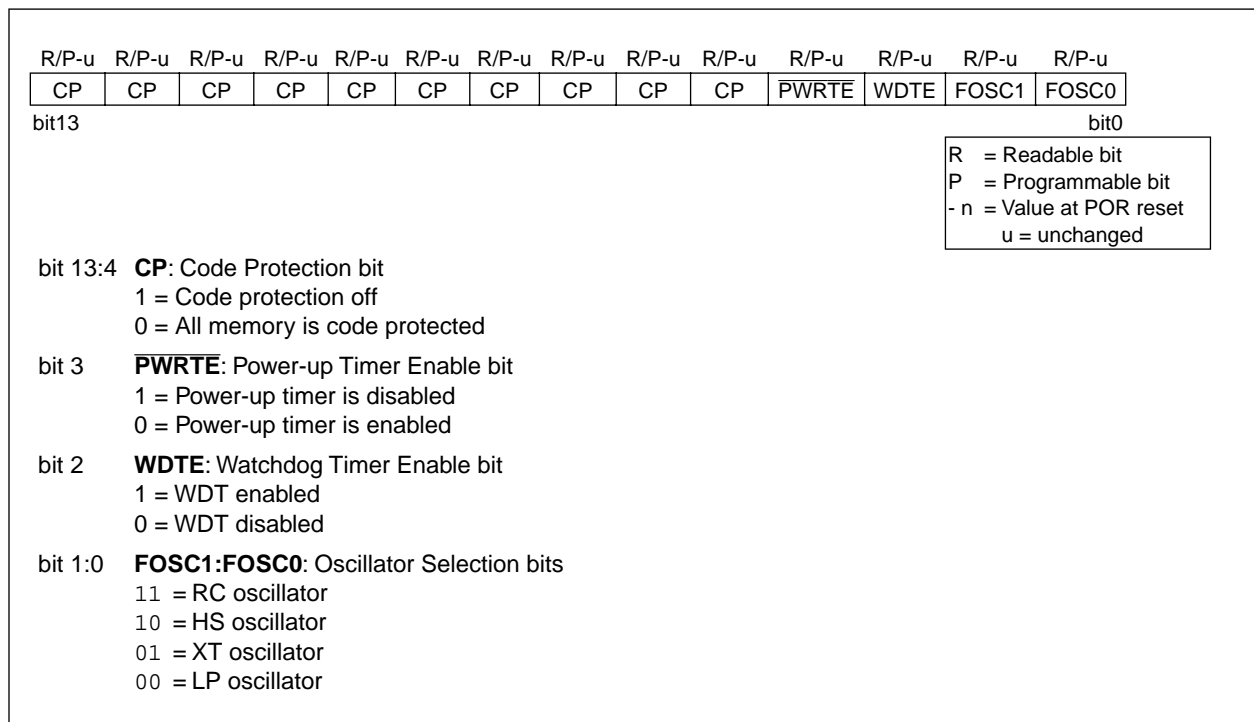 R/P-u R/P-u R/P-u R/P-u R/P-u R/P-u R/P-u R/P-u R/P-u R/P-u R/P-u R/P-u R/P-u R/P-u
CP CP CP CP CP CP CP CP CP CP PWRTE WDTE FOSC1 FOSC0
bit13 bit0
R = Readable bit
P = Programmable bit
- n = Value at POR reset
u = unchanged
bit 13:4 CP: Code Protection bit
1 = Code protection off
0 = All memory is code protected
bit 3 PWRTE: Power-up Timer Enable bit
1 = Power-up timer is disabled
0 = Power-up timer is enabled
bit 2 WDTE: Watchdog Timer Enable bit
1 = WDT enabled
0 = WDT disabled
bit 1:0 FOSC1:FOSC0: Oscillator Selection bits
11 = RC oscillator
10 = HS oscillator
01 = XT oscillator
00 = LP oscillator